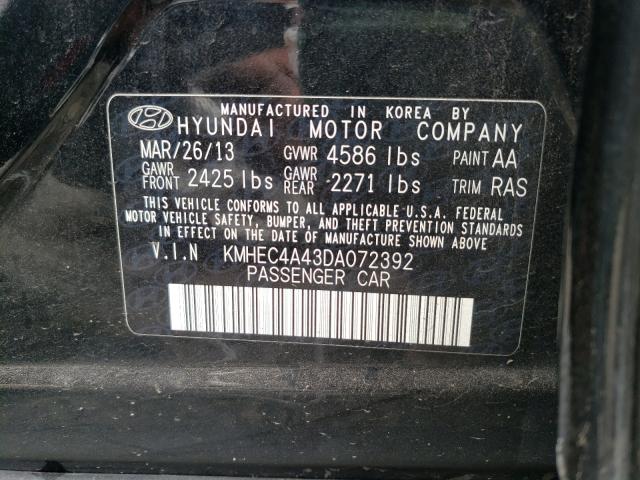 MANUFACTURED IN KOREA BY
HYUNDAI MOTOR COMPANY
MAR/26/13 GVWR 4586 lbs PAINT AA
GAWR FRONT 2425 lbs GAWR REAR 2271 lbs TRIM RAS
THIS VEHICLE CONFORMS TO ALL APPLICABLE U.S.A. FEDERAL
MOTOR VEHICLE SAFETY, BUMPER, AND THEFT PREVENTION STANDARDS
IN EFFECT ON THE DATE OF MANUFACTURE SHOWN ABOVE
V.I.N KMHEC4A43DA072392
PASSENGER CAR